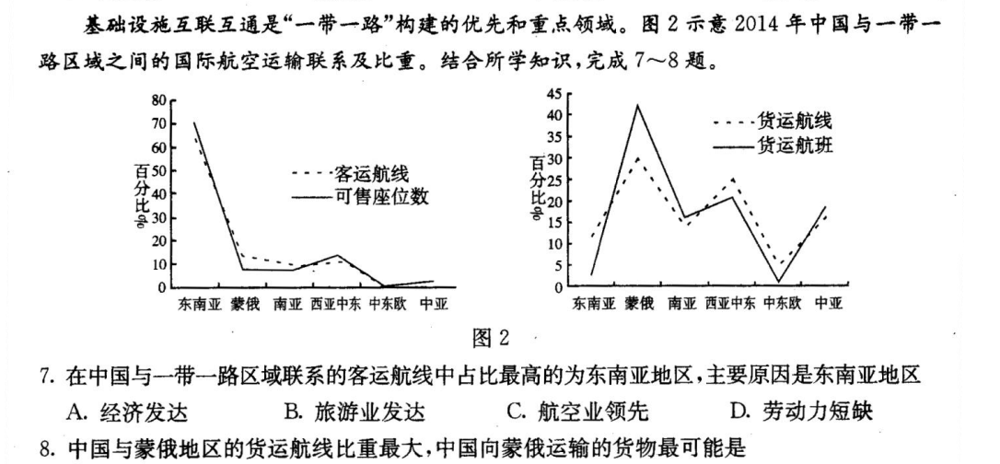 基础设施互联互通是“一带一路”构建的优先和重点领域。图2示意2014年中国与一带一
路区域之间的国际航空运输联系及比重。结合所学知识,完成7～8题。
80
70
60
50
40
30
20
10
0
百分比%
客运航线
可售座位数
东南亚 蒙俄 南亚 西亚中东 中东欧 中亚
45
40
35
30
25
20
15
10
5
0
百分比%
货运航线
货运航班
东南亚 蒙俄 南亚 西亚中东 中东欧 中亚
图2
7. 在中国与一带一路区域联系的客运航线中占比最高的为东南亚地区,主要原因是东南亚地区
A. 经济发达 B. 旅游业发达 C. 航空业领先 D. 劳动力短缺
8. 中国与蒙俄地区的货运航线比重最大,中国向蒙俄运输的货物最可能是